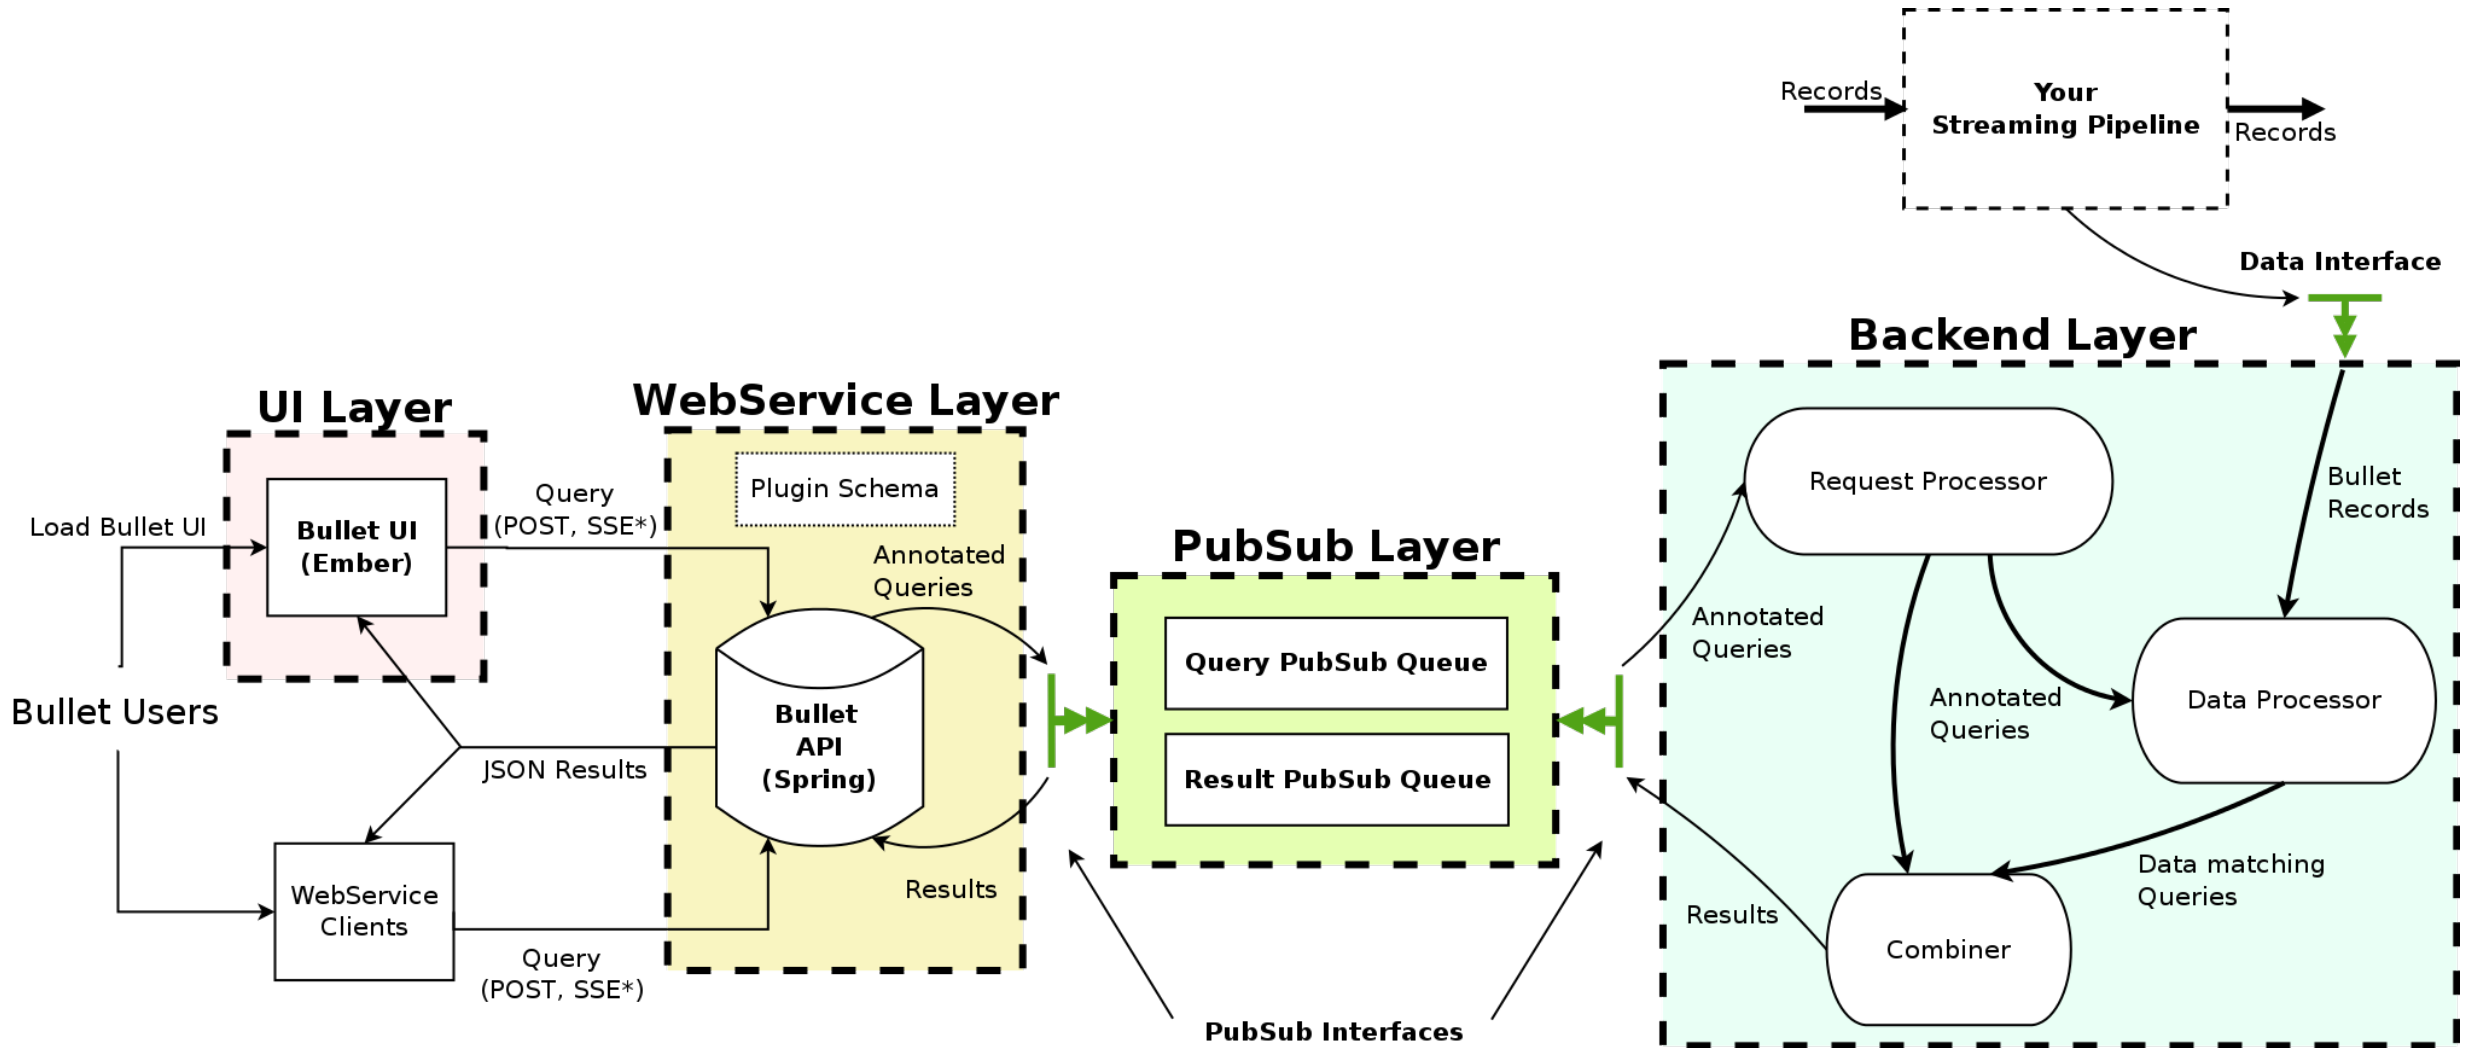 Records
Your
Streaming Pipeline
Records
Data Interface
Backend Layer
UI Layer
WebService Layer
PubSub Layer
Load Bullet UI
Bullet UI
(Ember)
Query
(POST, SSE*)
Plugin Schema
Annotated
Queries
Bullet Users
Bullet
API
(Spring)
JSON Results
WebService
Clients
Query
(POST, SSE*)
Results
Query PubSub Queue
Result PubSub Queue
PubSub Interfaces
Request Processor
Bullet
Records
Annotated
Queries
Annotated
Queries
Data Processor
Data matching
Queries
Results
Combiner